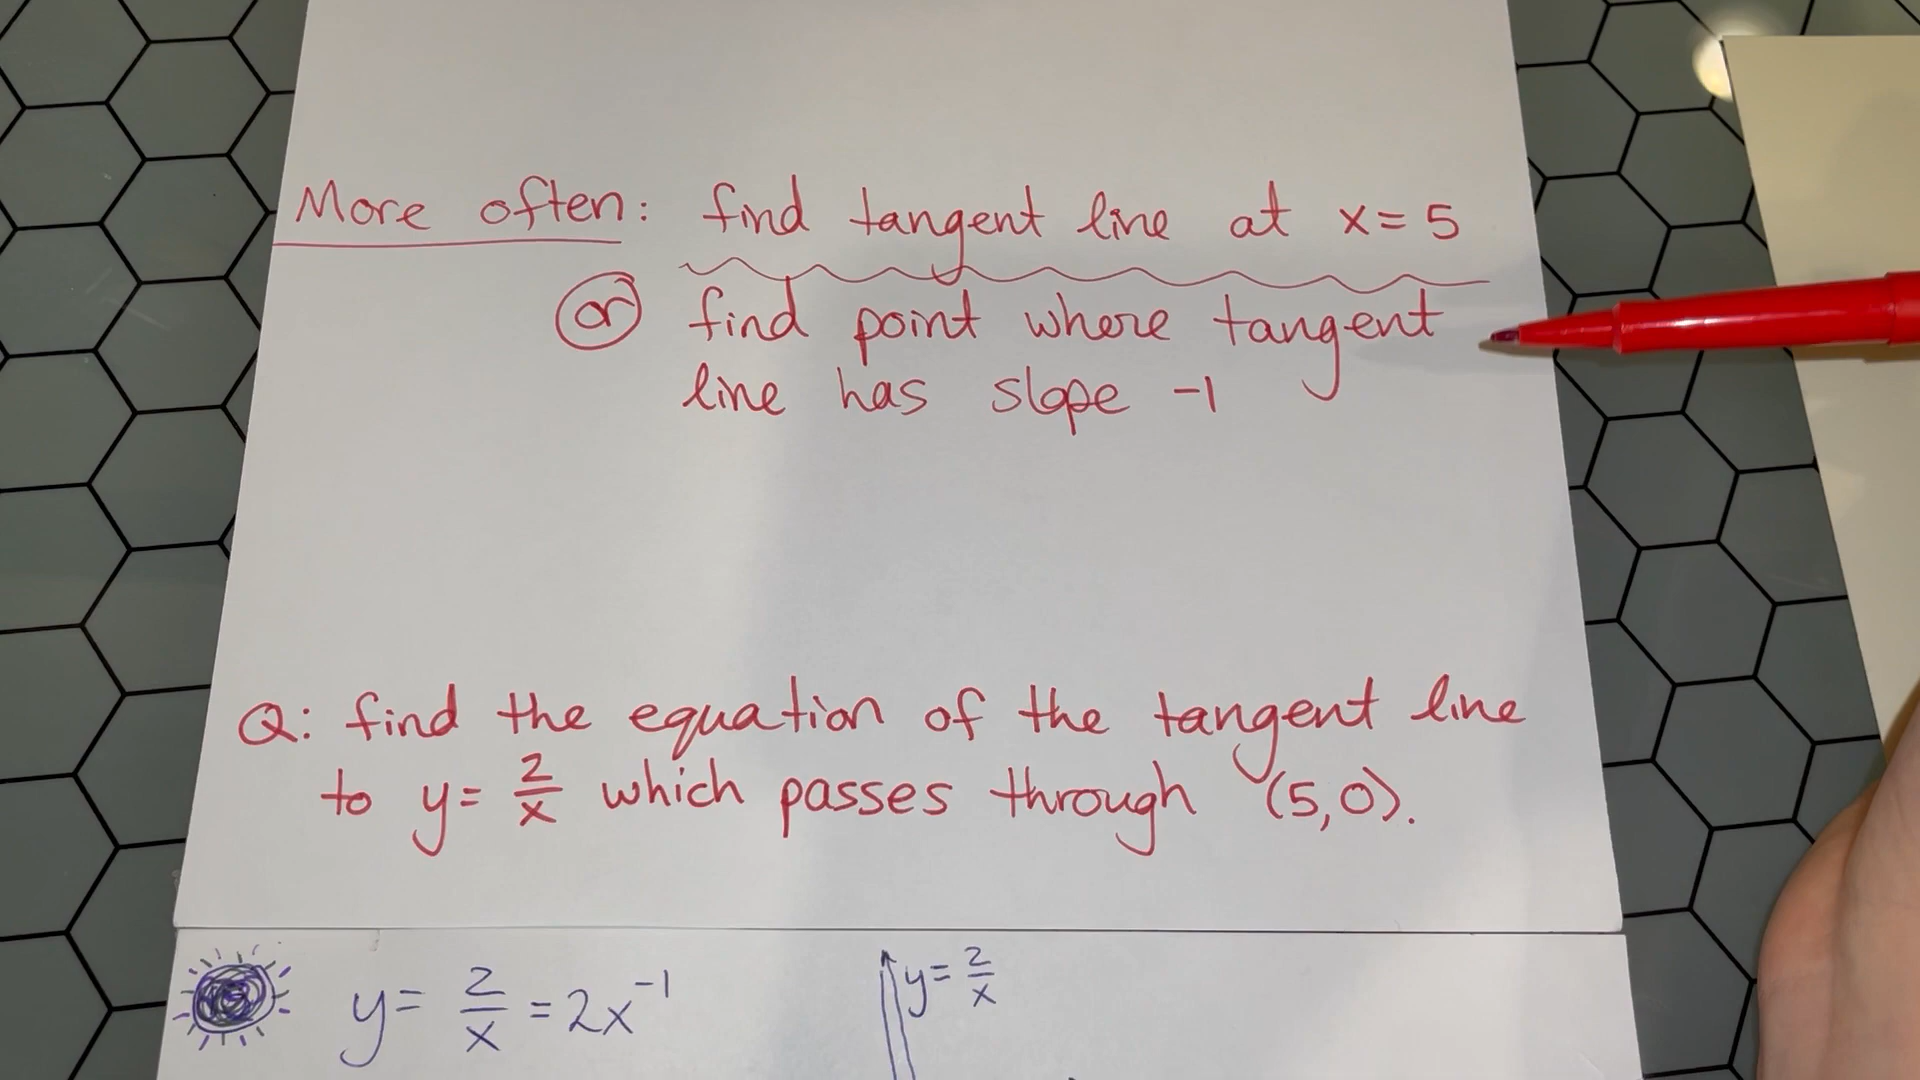 More often: find tangent line at x=5
or find point where tangent
line has slope -1
Q: find the equation of the tangent line
to y= 2/x which passes through (5,0).
y= 2/x = 2x⁻¹
y= 2/x